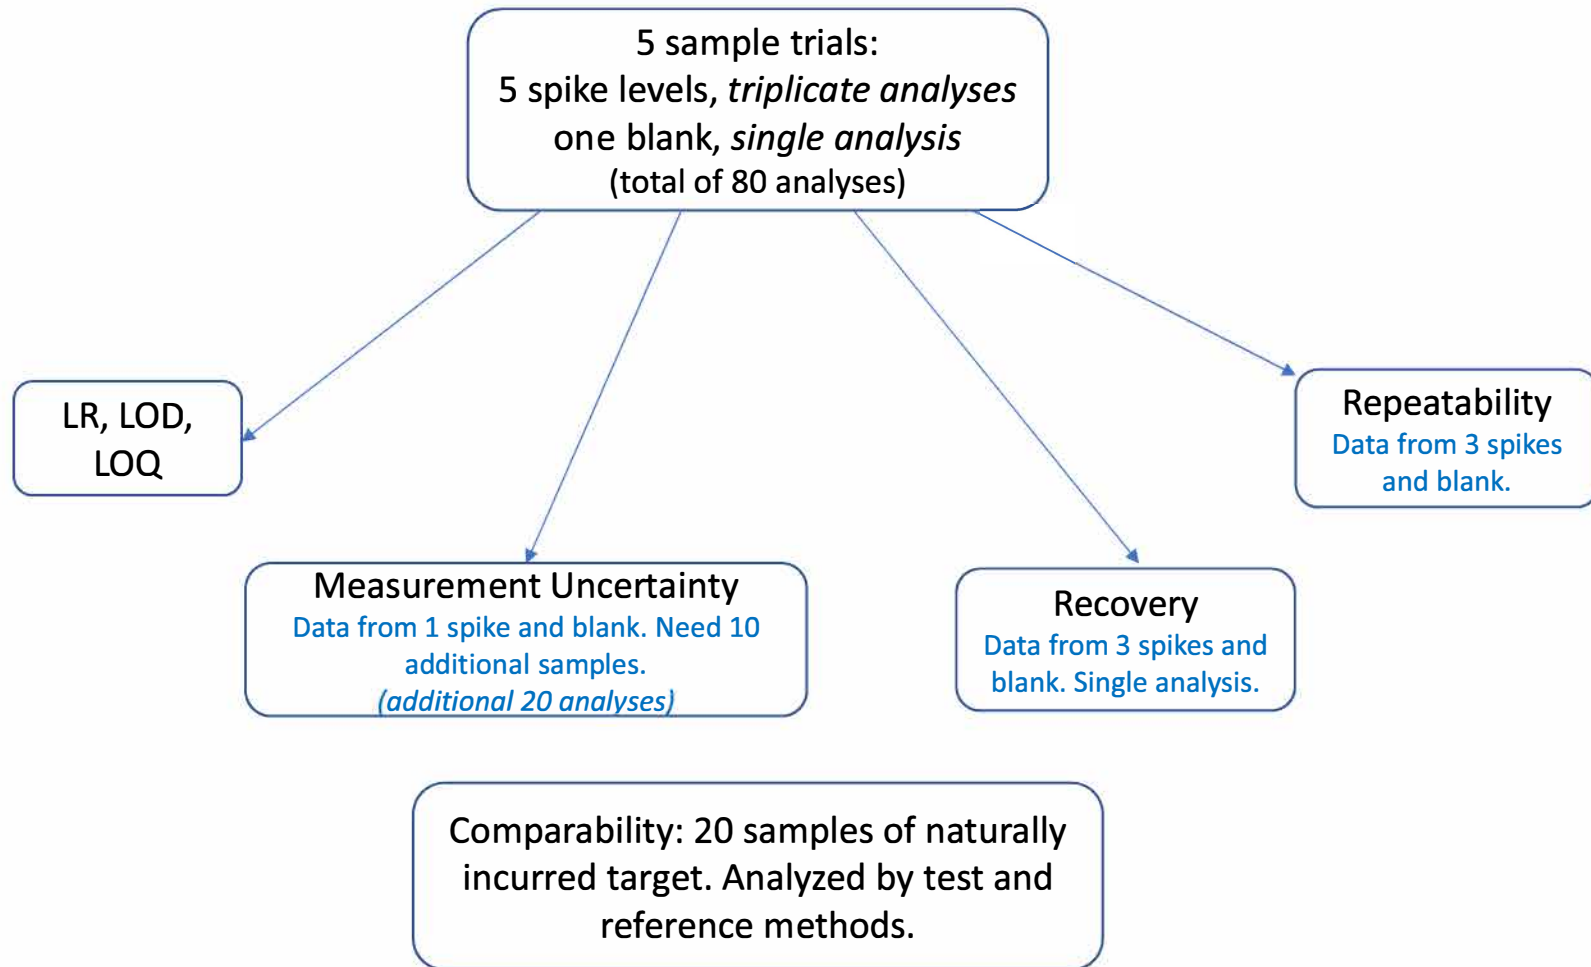 5 sample trials:
5 spike levels, triplicate analyses
one blank, single analysis
(total of 80 analyses)
LR, LOD,
LOQ
Repeatability
Data from 3 spikes
and blank.
Measurement Uncertainty
Data from 1 spike and blank. Need 10
additional samples.
(additional 20 analyses)
Recovery
Data from 3 spikes and
blank. Single analysis.
Comparability: 20 samples of naturally
incurred target. Analyzed by test and
reference methods.